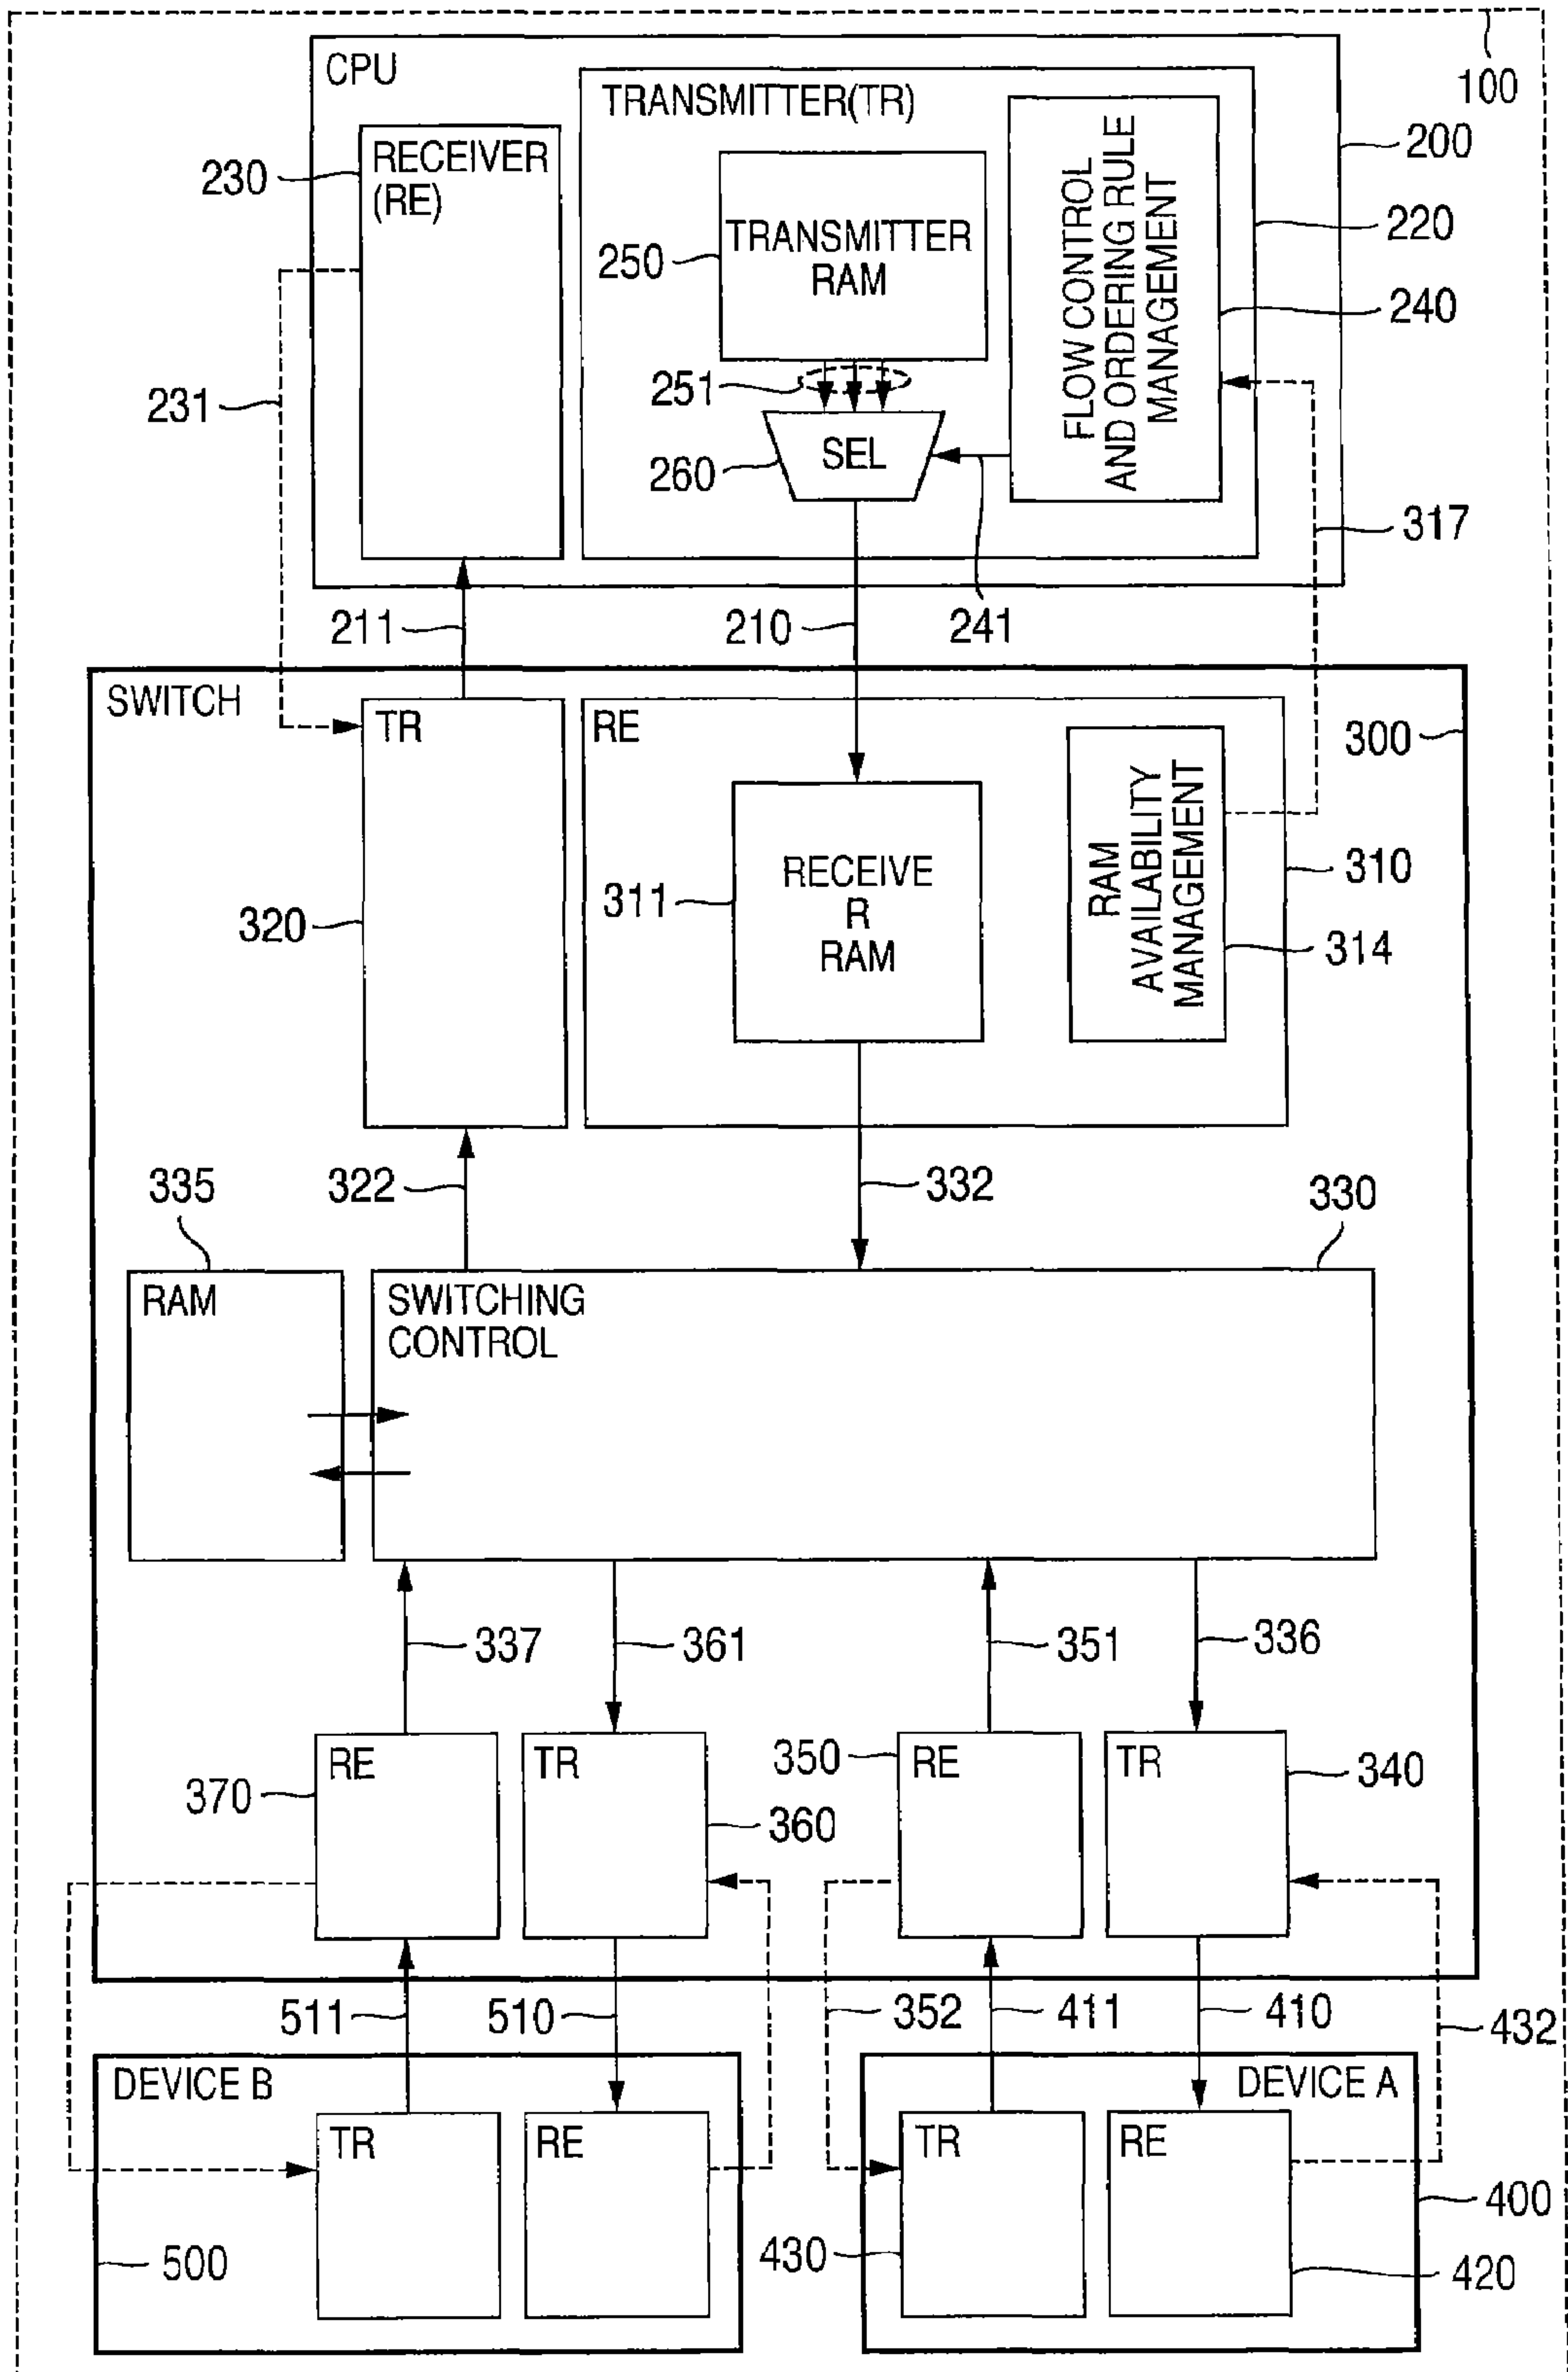 100
CPU
TRANSMITTER(TR)
200
230
RECEIVER
(RE)
TRANSMITTER
RAM
250
FLOW CONTROL
AND ORDERING RULE
MANAGEMENT
220
240
251
231
SEL
260
317
211
210
241
SWITCH
TR
RE
300
RECEIVE
R
RAM
311
RAM
AVAILABILITY
MANAGEMENT
310
320
314
335
322
332
330
RAM
SWITCHING
CONTROL
337
361
351
336
RE
TR
350
RE
TR
340
370
360
511
510
352
411
410
432
DEVICE B
DEVICE A
TR
RE
TR
RE
400
500
430
420